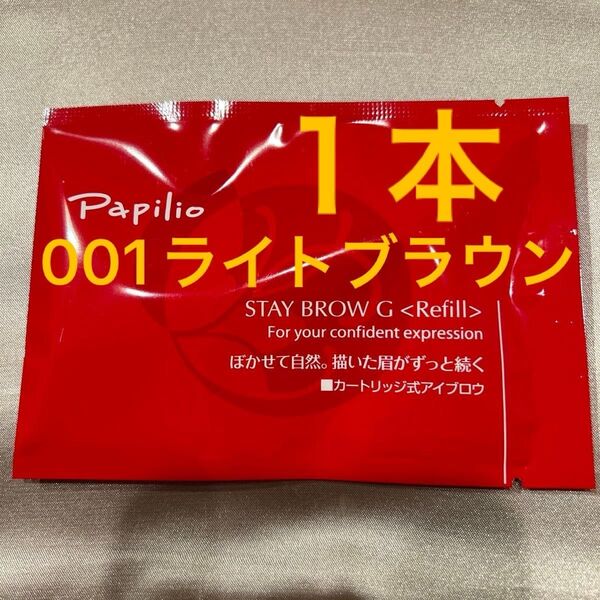 1本
Papilio
001ライトブラウン
STAY BROW G <Refill>
For your confident expression
ぼかせて自然。描いた眉がずっと続く
■カートリッジ式アイブロウ